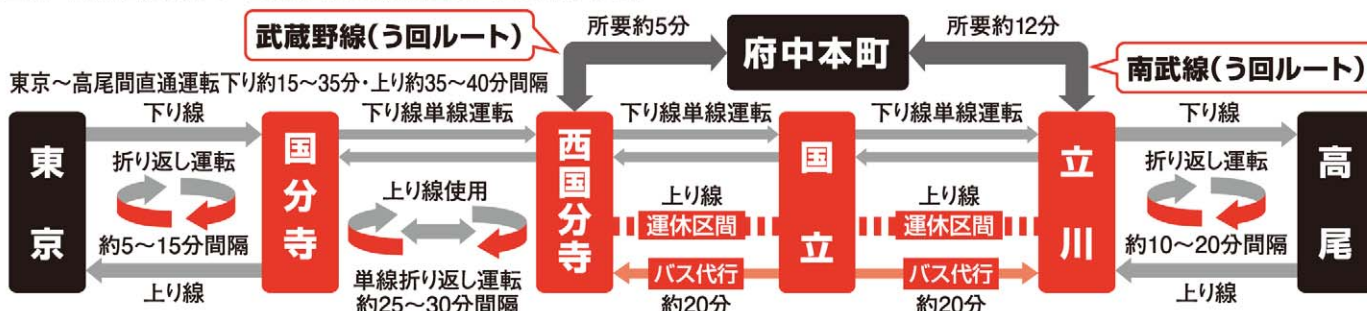 武蔵野線(う回ルート)
所要約5分
府中本町
所要約12分
南武線(う回ルート)
東京～高尾間直通運転下り約15～35分・上り約35～40分間隔
東京
下り線
折り返し運転
約5～15分間隔
上り線
国分寺
下り線単線運転
上り線使用
単線折り返し運転
約25～30分間隔
西国分寺
下り線単線運転
上り線
運休区間
バス代行
約20分
国立
下り線単線運転
上り線
運休区間
バス代行
約20分
立川
下り線
折り返し運転
約10～20分間隔
上り線
高尾